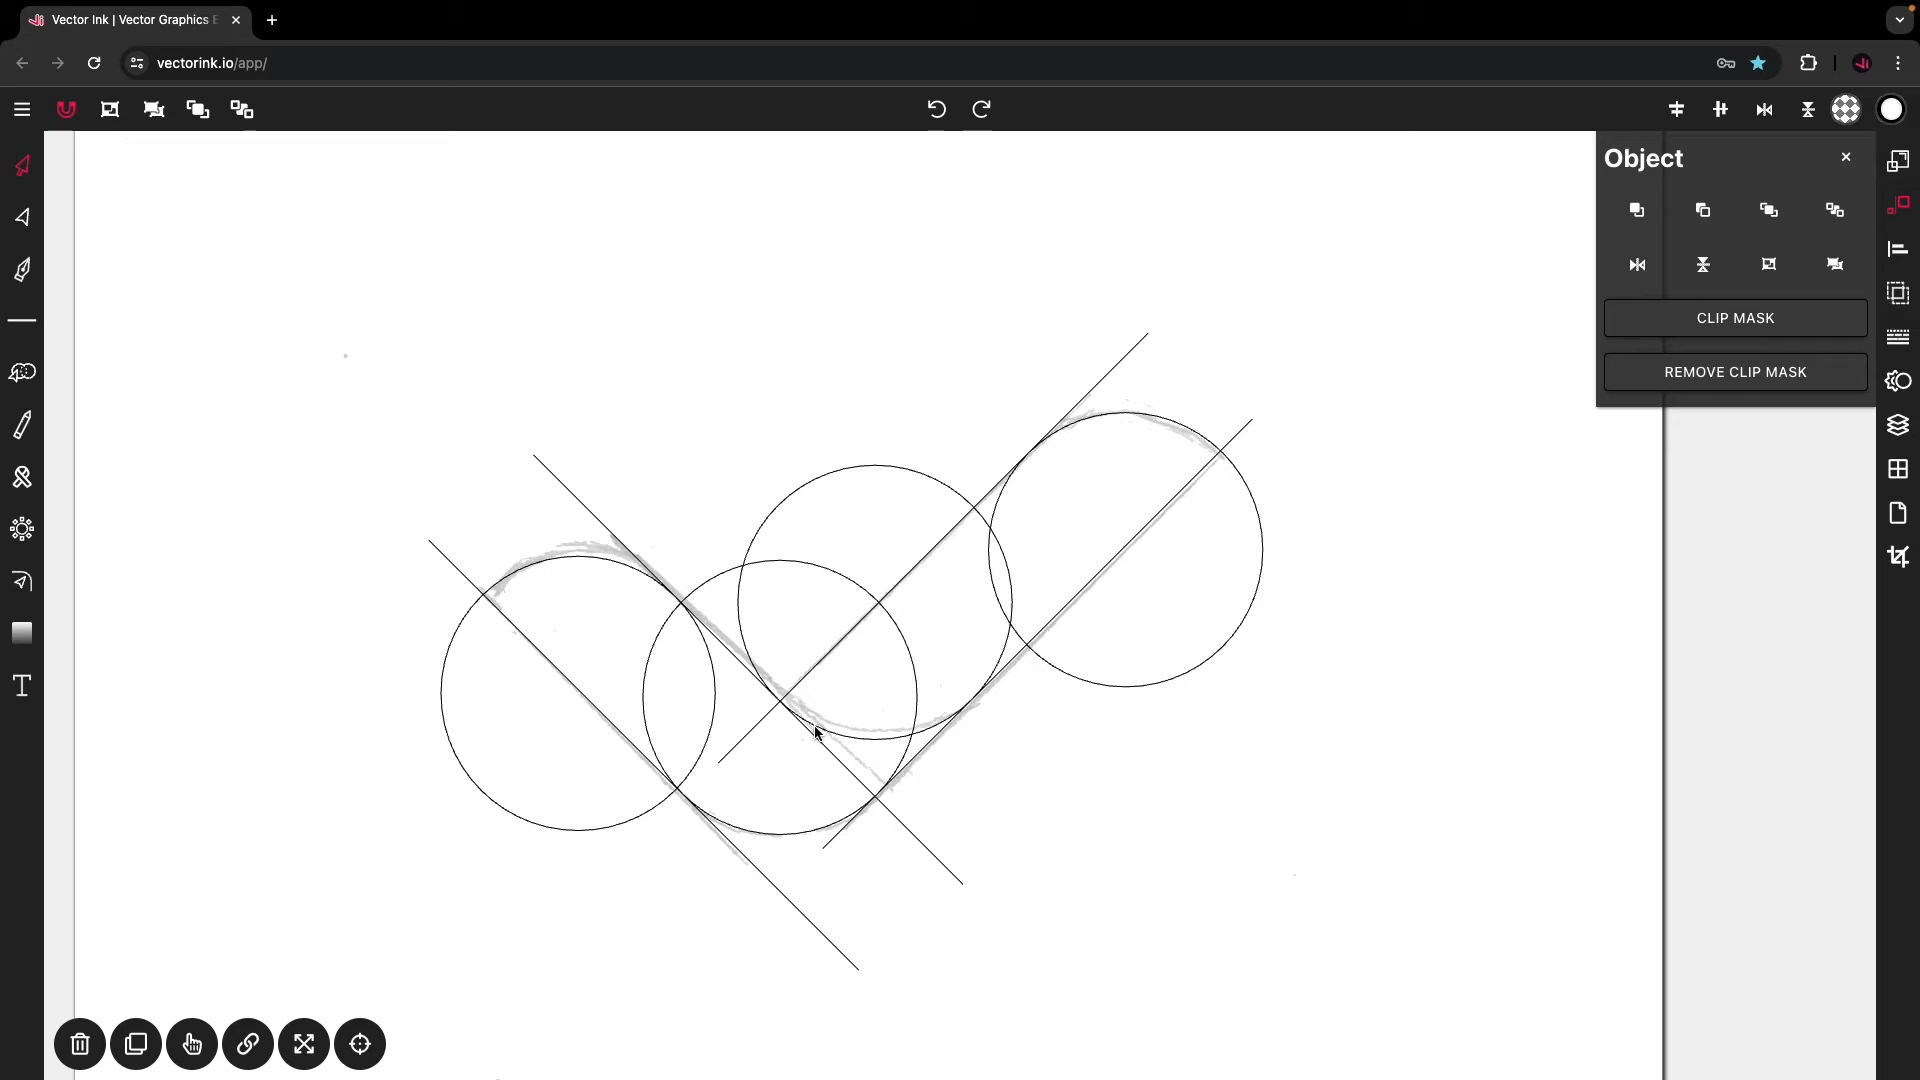 Vector Ink | Vector Graphics E
vectorink.io/app/
Object
CLIP MASK
REMOVE CLIP MASK